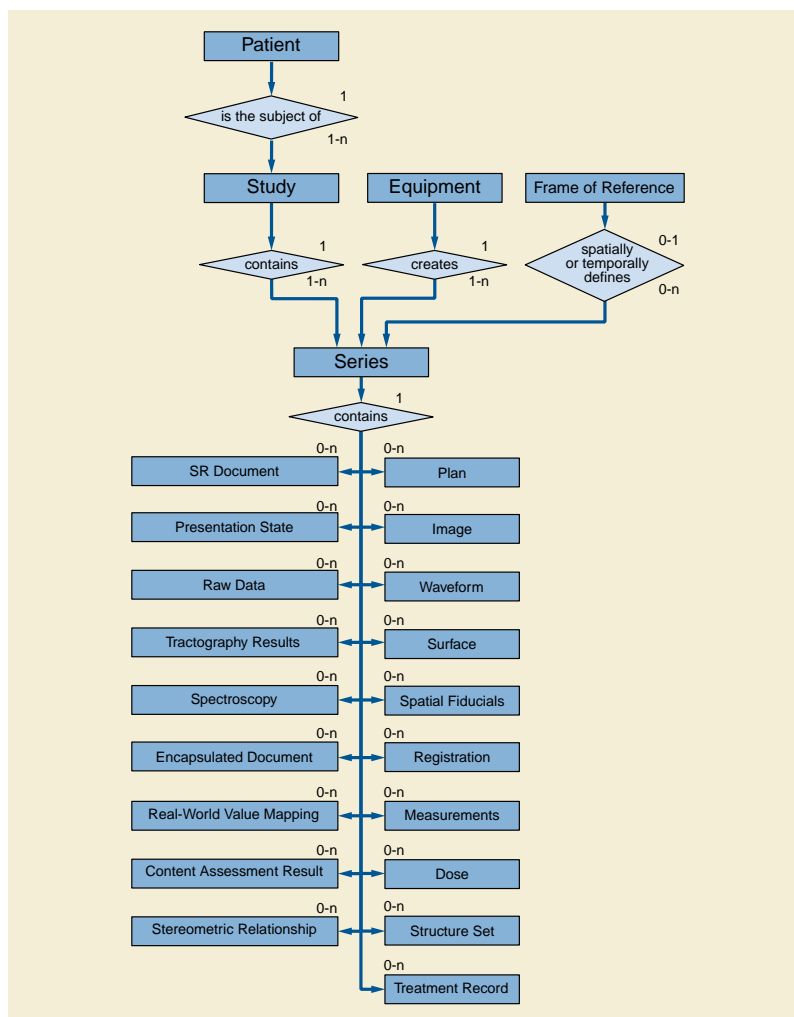 Patient
1
is the subject of
1-n
Study
Equipment
Frame of Reference
1
contains
1-n
1
creates
1-n
0-1
spatially
or temporally
defines
0-n
Series
1
contains
0-n
0-n
SR Document
Plan
0-n
0-n
Presentation State
Image
0-n
0-n
Raw Data
Waveform
0-n
0-n
Tractography Results
Surface
0-n
0-n
Spectroscopy
Spatial Fiducials
0-n
0-n
Encapsulated Document
Registration
0-n
0-n
Real-World Value Mapping
Measurements
0-n
0-n
Content Assessment Result
Dose
0-n
0-n
Stereometric Relationship
Structure Set
0-n
Treatment Record